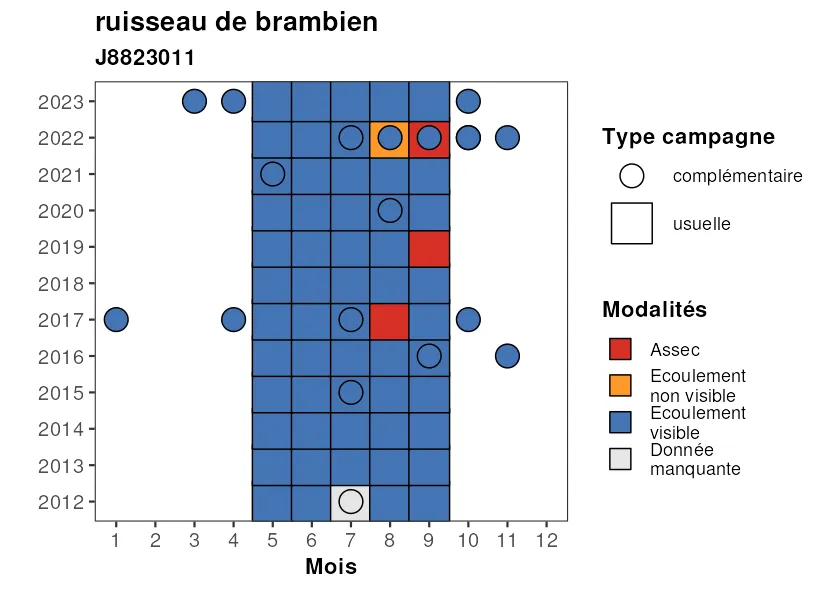 ruisseau de brambien
J8823011
2023
2022
2021
2020
2019
2018
2017
2016
2015
2014
2013
2012
1 2 3 4 5 6 7 8 9 10 11 12
Mois
Type campagne
complémentaire
usuelle
Modalités
Assec
Ecoulement
non visible
Ecoulement
visible
Donnée
manquante